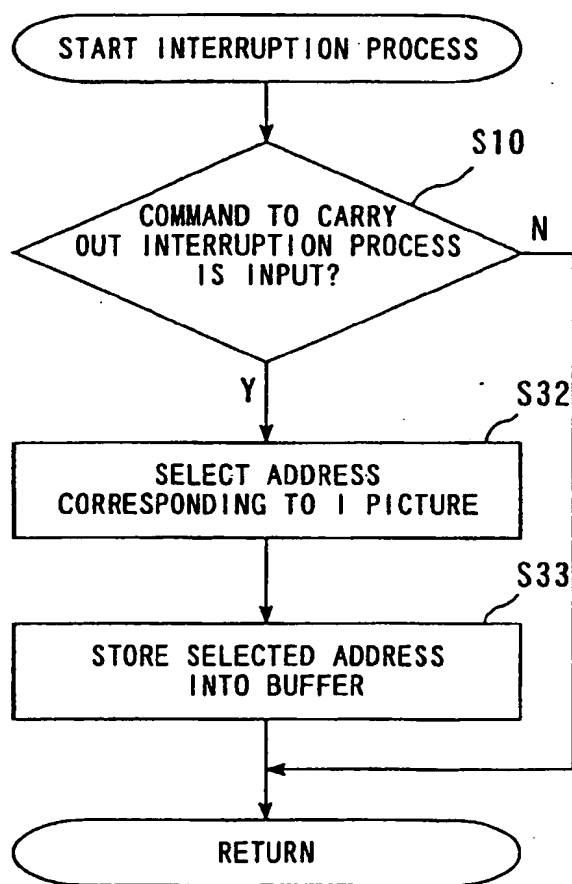 START INTERRUPTION PROCESS
S10
COMMAND TO CARRY
OUT INTERRUPTION PROCESS
IS INPUT?
N
Y
S32
SELECT ADDRESS
CORRESPONDING TO I PICTURE
S33
STORE SELECTED ADDRESS
INTO BUFFER
RETURN